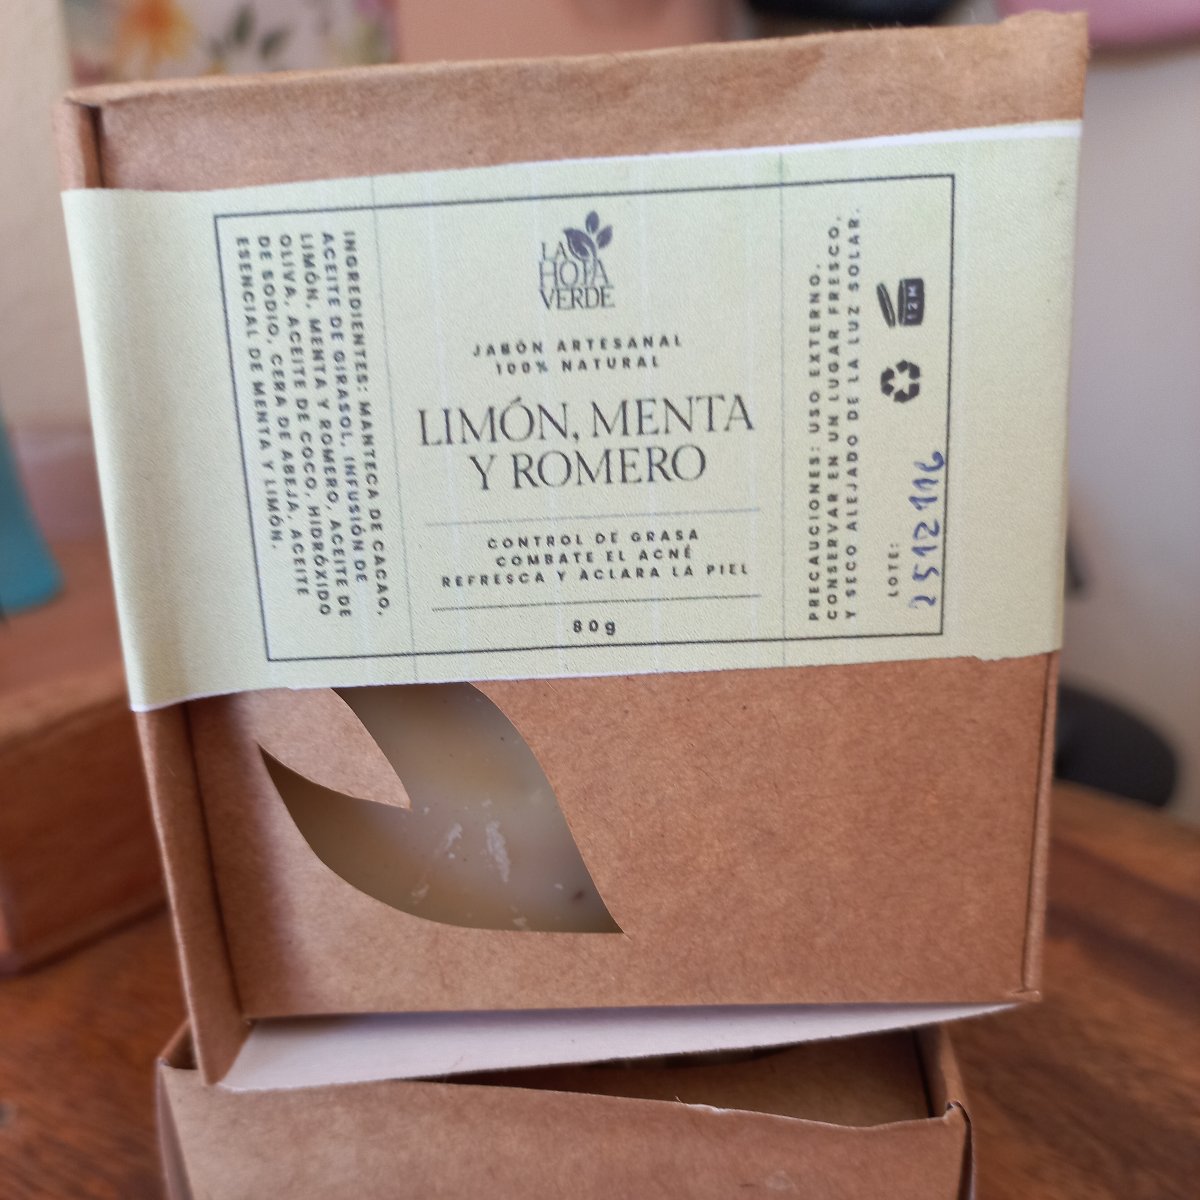 INGREDIENTES: MANTECA DE CACAO,
ACEITE DE GIRASOL, INFUSIÓN DE
LIMÓN, MENTA Y ROMERO, ACEITE DE
OLIVA, ACEITE DE COCO, HIDRÓXIDO
DE SODIO, CERA DE ABEJA, ACEITE
ESENCIAL DE MENTA Y LIMÓN.
LA
HOJA
VERDE
JABÓN ARTESANAL
100% NATURAL
LIMÓN, MENTA
Y ROMERO
CONTROL DE GRASA
COMBATE EL ACNÉ
REFRESCA Y ACLARA LA PIEL
80g
PRECAUCIONES: USO EXTERNO.
CONSERVAR EN UN LUGAR FRESCO,
Y SECO ALEJADO DE LA LUZ SOLAR.
12M
LOTE:
2512116